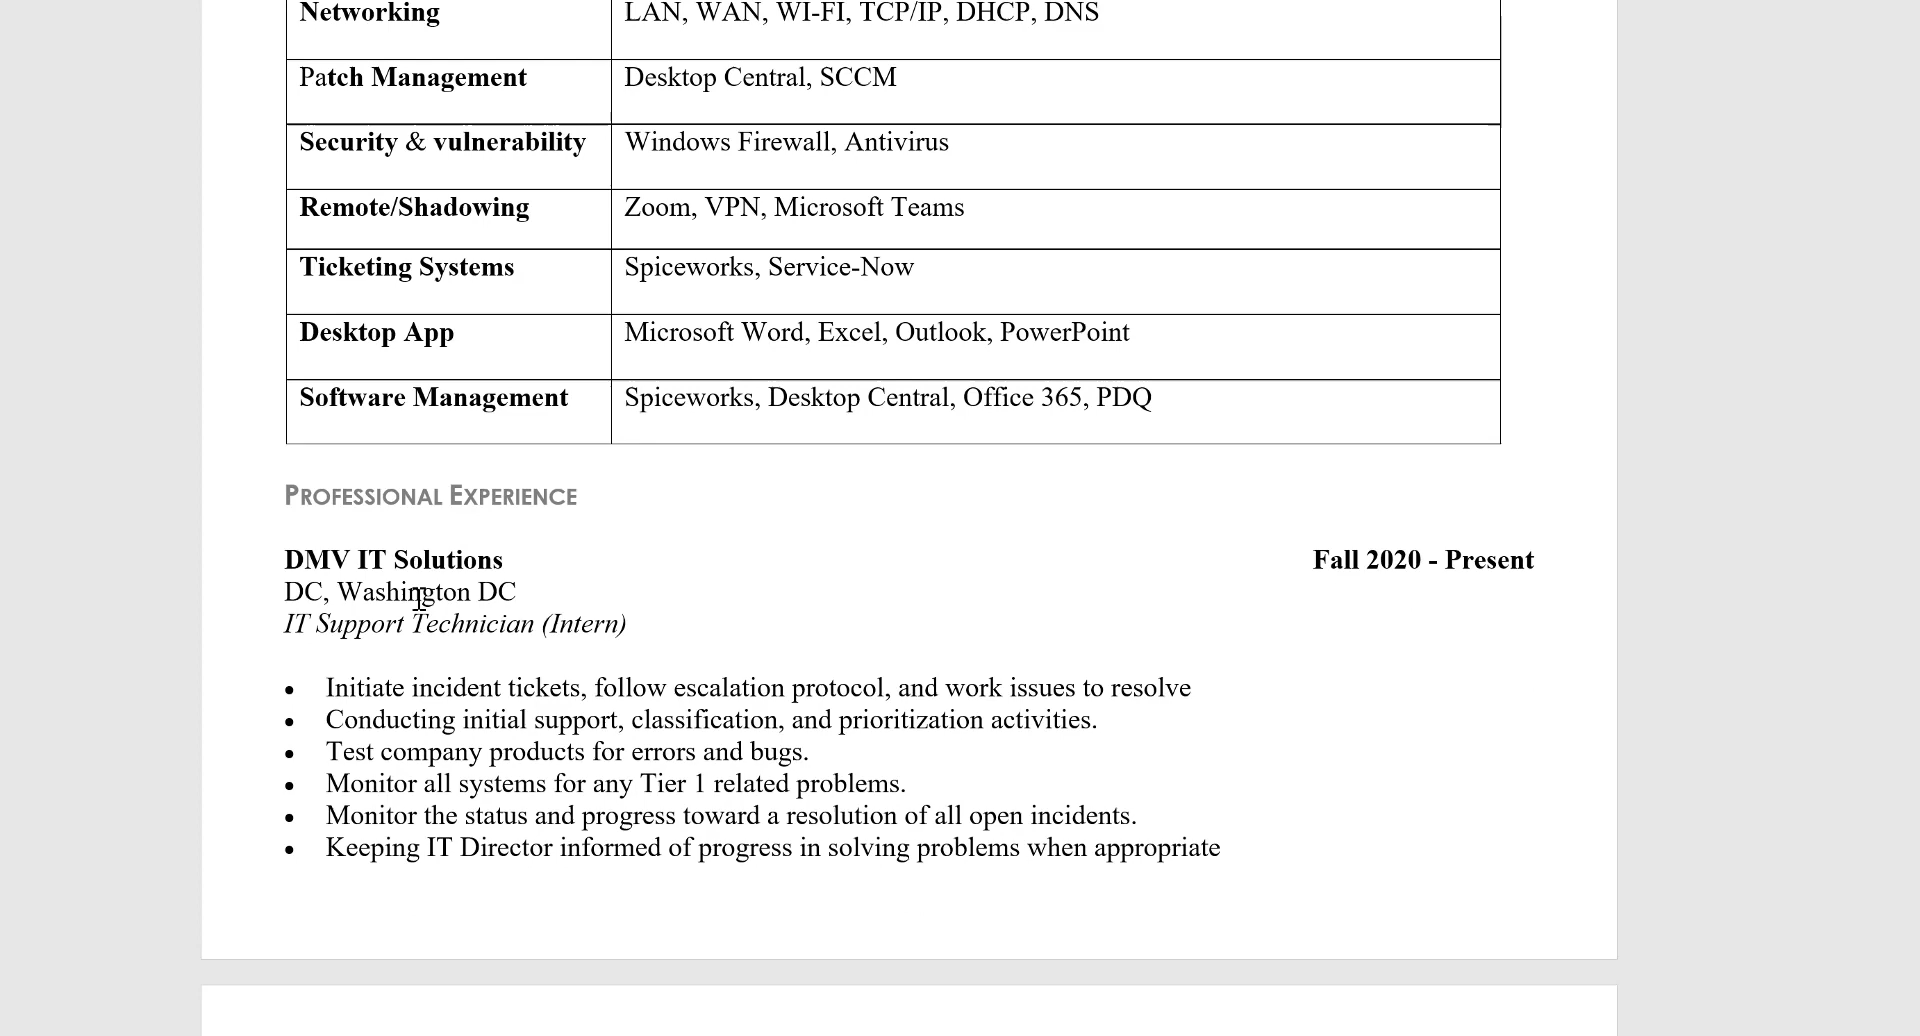 Networking LAN, WAN, WI-FI, TCP/IP, DHCP, DNS
Patch Management Desktop Central, SCCM
Security & vulnerability Windows Firewall, Antivirus
Remote/Shadowing Zoom, VPN, Microsoft Teams
Ticketing Systems Spiceworks, Service-Now
Desktop App Microsoft Word, Excel, Outlook, PowerPoint
Software Management Spiceworks, Desktop Central, Office 365, PDQ
PROFESSIONAL EXPERIENCE
DMV IT Solutions Fall 2020 - Present
DC, Washington DC
IT Support Technician (Intern)
• Initiate incident tickets, follow escalation protocol, and work issues to resolve
• Conducting initial support, classification, and prioritization activities.
• Test company products for errors and bugs.
• Monitor all systems for any Tier 1 related problems.
• Monitor the status and progress toward a resolution of all open incidents.
• Keeping IT Director informed of progress in solving problems when appropriate